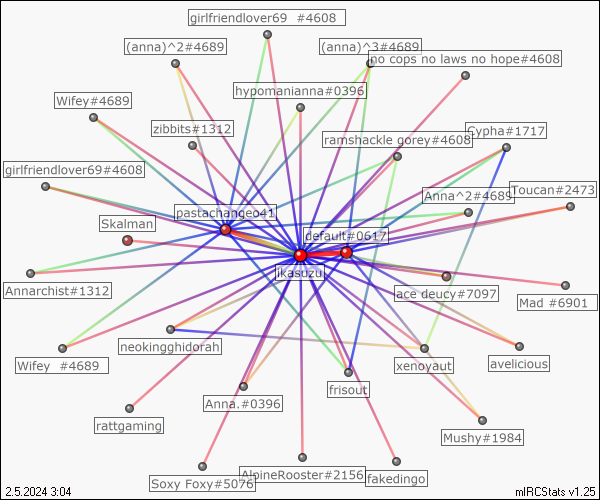 girlfriendlover69 #4608
(anna)^2#4689
(anna)^3#4689
no cops no laws no hope#4608
hypomanianna#0396
Wifey#4689
zibbits#1312
ramshackle gorey#4608
Cypha#1717
girlfriendlover69#4608
Anna^2#4689
Toucan#2473
pastachangeo41
Skalman
default#0617
ikasuzu
Annarchist#1312
lace deucy#7097
Mad #6901
neokingghidorah
Wifey #4689
xenoyaut
avelicious
frisout
Anna.#0396
rattgaming
Mushy#1984
Soxy Foxy#5076
AlpineRooster#2156
fakedingo
2.5.2024 3:04
mIRCStats v1.25